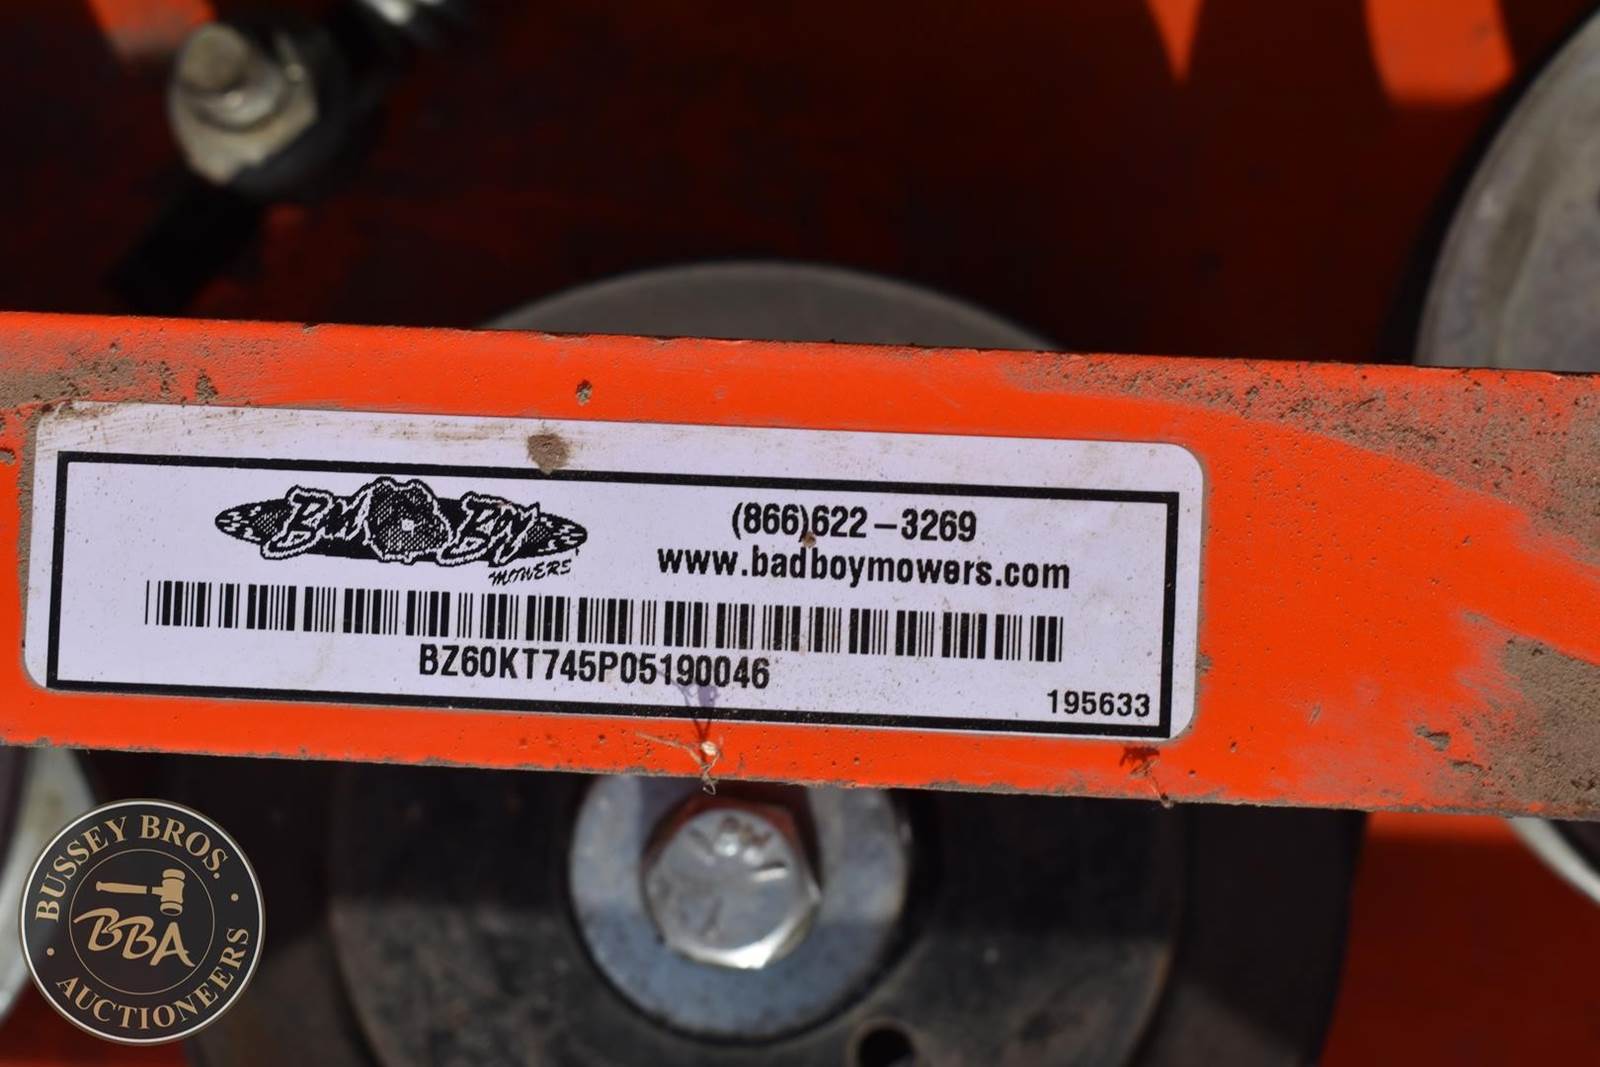 BAD BOY
MOWERS
(866)622-3269
www.badboymowers.com
BZ60KT745P05190046
195633
BUSSEY BROS.
BBA
AUCTIONEERS